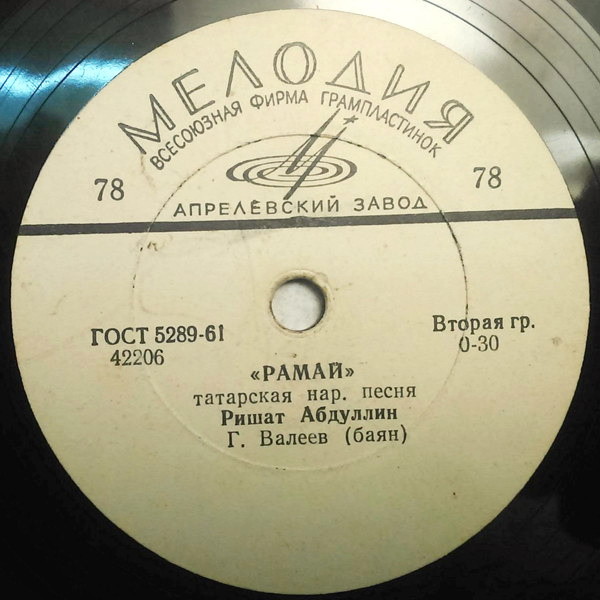 МЕЛОДИЯ
ВСЕСОЮЗНАЯ ФИРМА ГРАМПЛАСТИНОК
78
78
АПРЕЛЕВСКИЙ ЗАВОД
ГОСТ 5289-61
42206
Вторая гр.
0-30
«РАМАЙ»
татарская нар. песня
Ришат Абдуллин
Г. Валеев (баян)